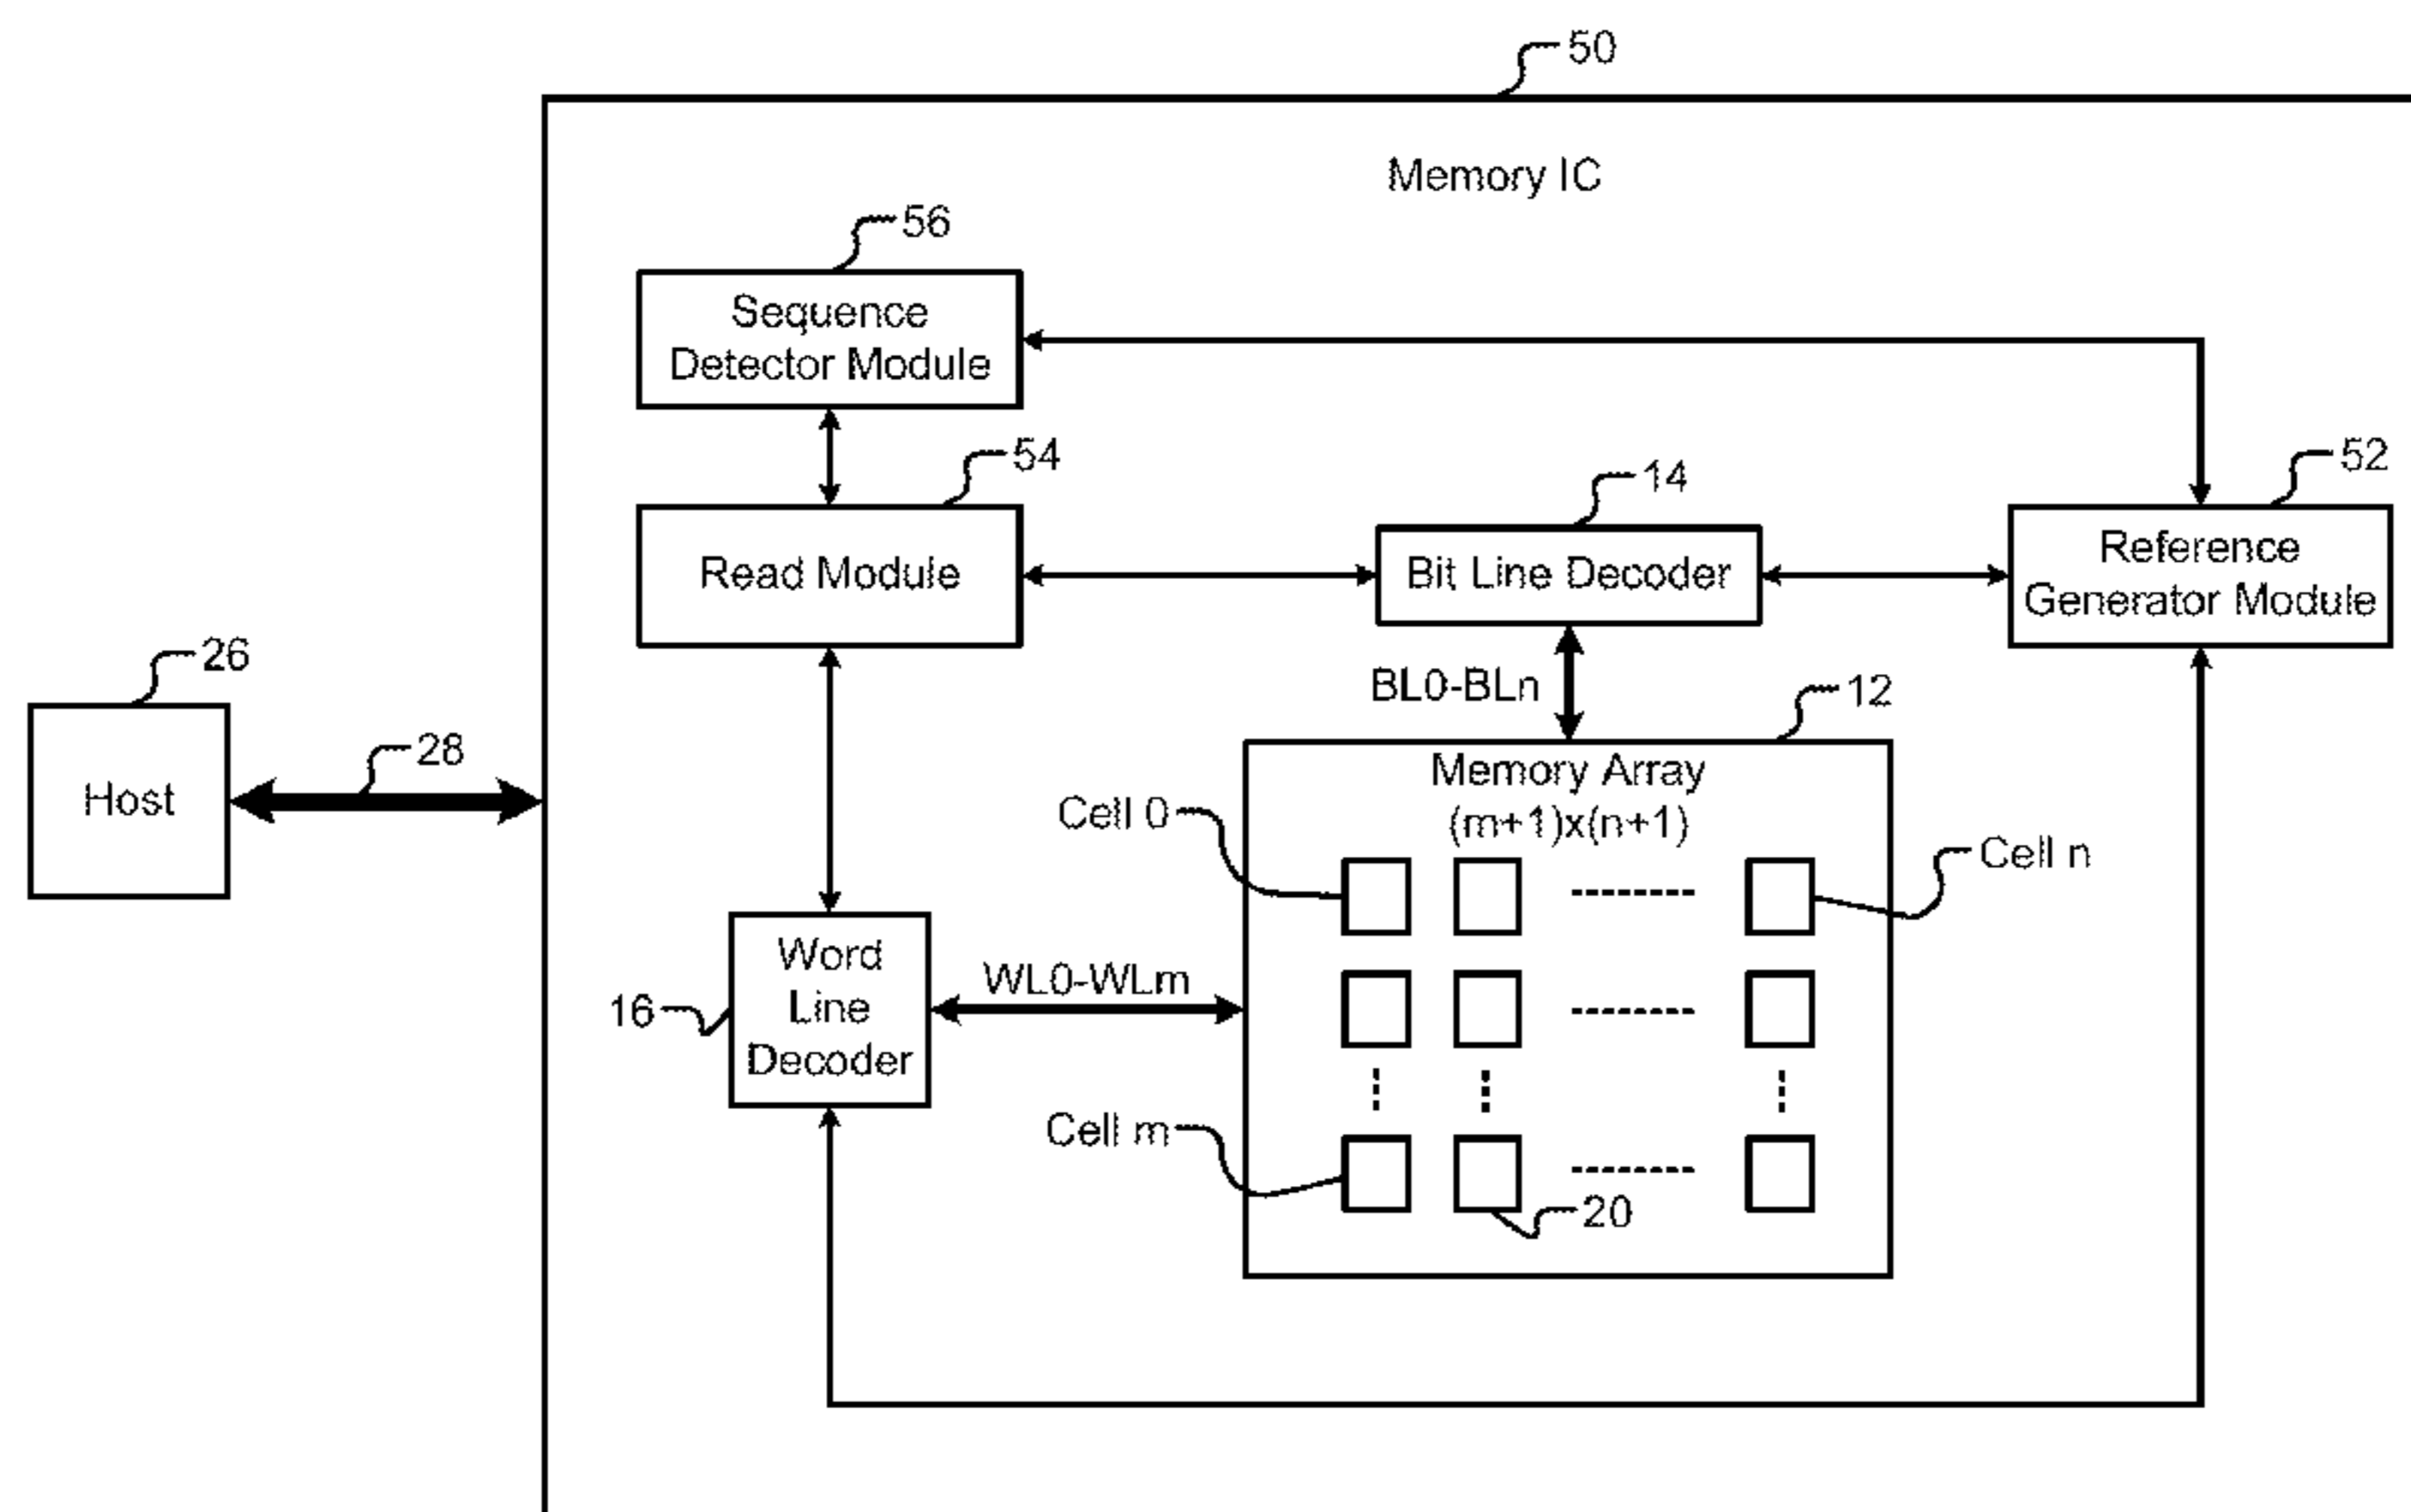 50
Memory IC
56
Sequence
Detector Module
54
Read Module
14
Bit Line Decoder
52
Reference
Generator Module
26
Host
28
BL0-BLn
12
Memory Array
(m+1)x(n+1)
Cell 0
Cell n
Word
Line
Decoder
16
WL0-WLm
Cell m
20